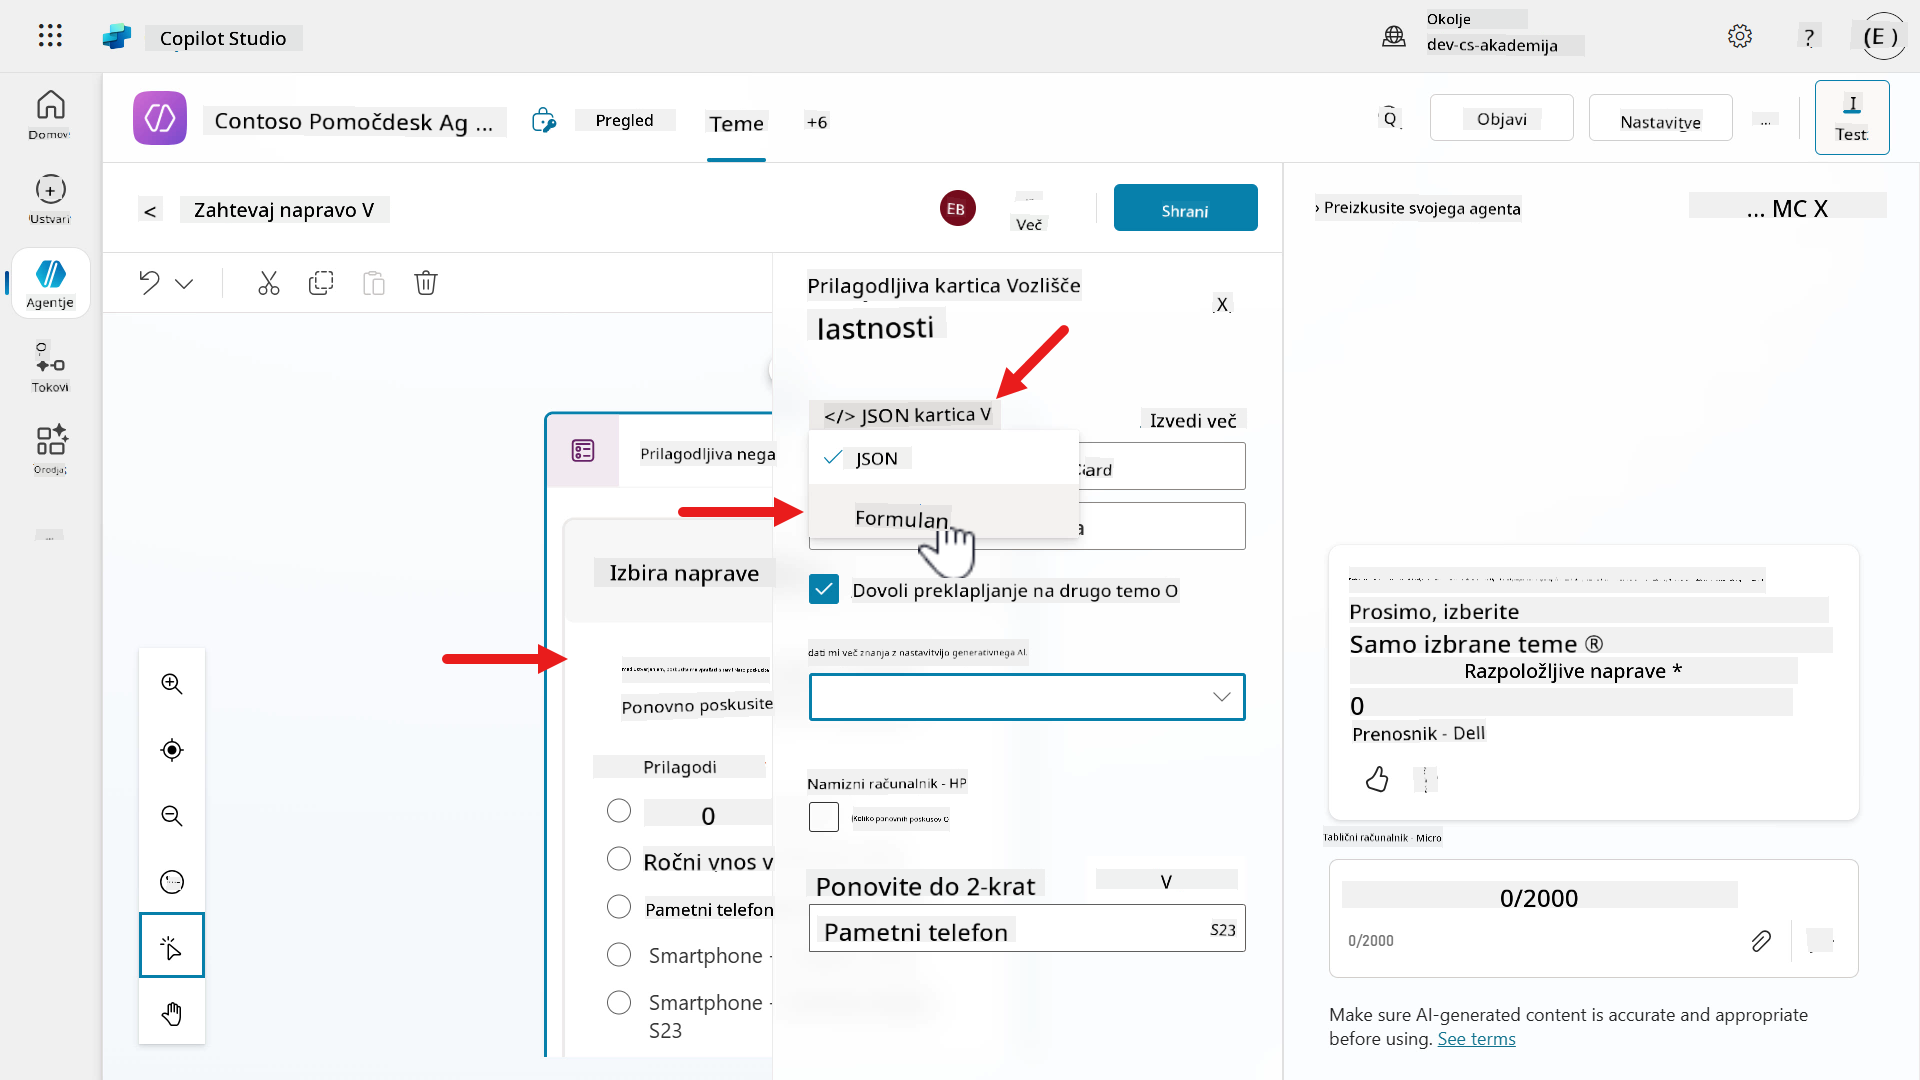 Copilot Studio
Okolje
dev-cs-akademija
?
(E )
Domov
Ustvari
Agentje
Tokovi
Orodja;
Contoso Pomočdesk Ag ...
Pregled
Teme
+6
Q
Objavi
Nastavitve
...
I
Test
<
Zahtevaj napravo V
EB
Več
Shrani
Prilagodljiva kartica Vozlišče
lastnosti
X
</> JSON kartica V
Izvedi več
JSON
Card
Formulan
a
Dovoli preklapljanje na drugo temo O
dati mi več znanja z nastavitvijo generativnega AI.
Namizni računalnik - HP
(Koliko ponovnih poskusov O
Ponovite do 2-krat
V
Pametni telefon
S23
Prilagodljiva nega
Izbira naprave
Ponovno poskusite
Prilagodi
0
Ročni vnos v
Pametni telefon
Smartphone -
Smartphone -
S23
› Preizkusite svojega agenta
... MC X
Prosimo, izberite
Samo izbrane teme ®
Razpoložljive naprave *
0
Prenosnik - Dell
Tablični računalnik - Micro
0/2000
0/2000
Make sure AI-generated content is accurate and appropriate
before using. See terms